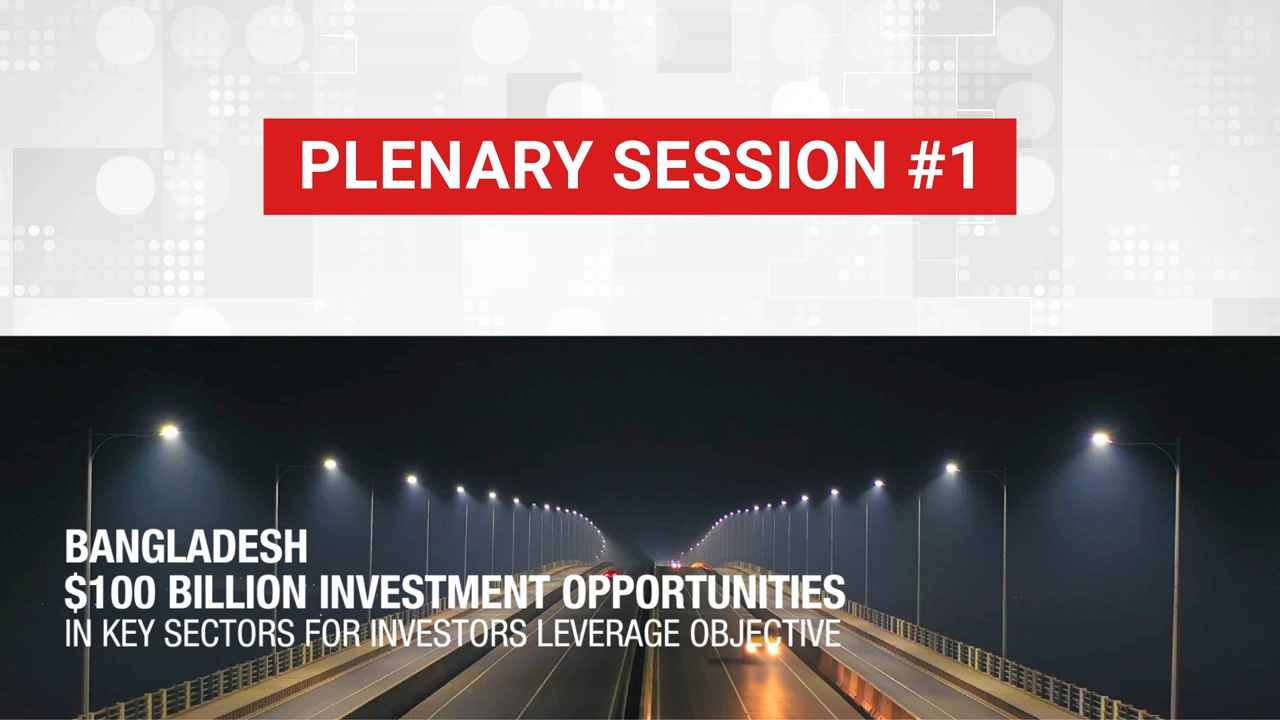 PLENARY SESSION #1
BANGLADESH
$100 BILLION INVESTMENT OPPORTUNITIES
IN KEY SECTORS FOR INVESTORS LEVERAGE OBJECTIVE